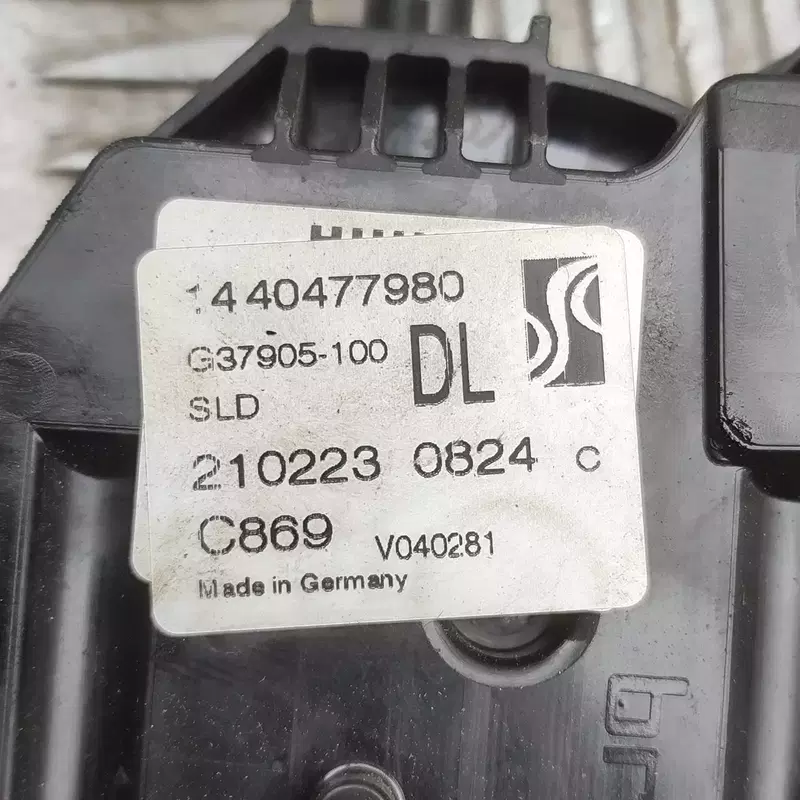 1440477980
G37905-100 DL
SLD
210223 0824 C
C869 V040281
Made in Germany